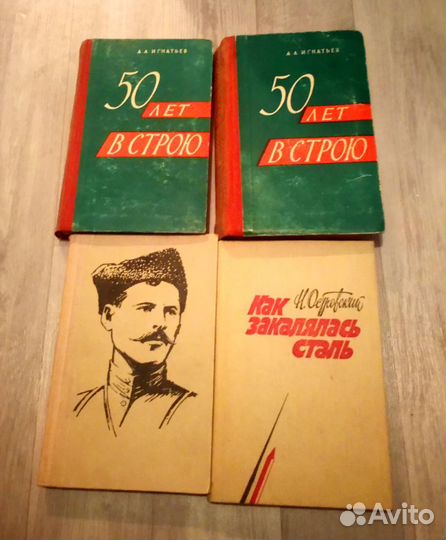 А.А. ИГНАТЬЕВ
50
ЛЕТ
В СТРОЮ
А.А. ИГНАТЬЕВ
50
ЛЕТ
В СТРОЮ
Н. Островский
Как
закалялась
сталь
Avito